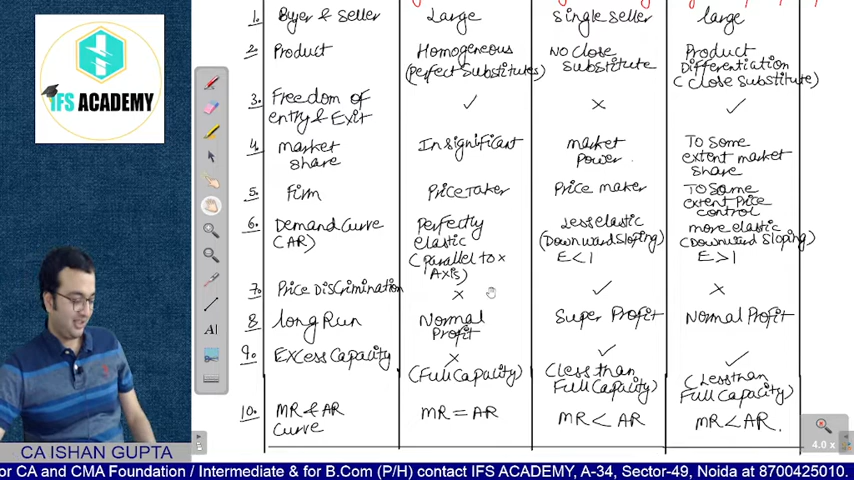 1. Buyer & Seller Large Single seller large
2. Product Homogeneous (Perfect Substitutes) NO Close Substitute Product Differentiation (Close Substitute)
3. Freedom of entry & Exit ✓ × ✓
4. market share Insignificant market Power. To Some extent market share
5. Firm Price taker Price maker To Some extent Price control
6. Demand Curve (AR) Perfectly elastic (Parallel to x Axis) Less elastic (Downward Sloping) E < 1 more elastic (Downward Sloping) E > 1
7. Price Discrimination × ✓ ×
8 long Run Normal Profit Super Profit Normal Profit
9. Excess Capacity × (Full Capacity) ✓ (less than Full Capacity) ✓ (Less than Full Capacity)
10. MR & AR Curve MR = AR MR < AR MR < AR.
IFS ACADEMY
4.0 x
CA ISHAN GUPTA
or CA and CMA Foundation / Intermediate & for B.Com (P/H) contact IFS ACADEMY, A-34, Sector-49, Noida at 8700425010.